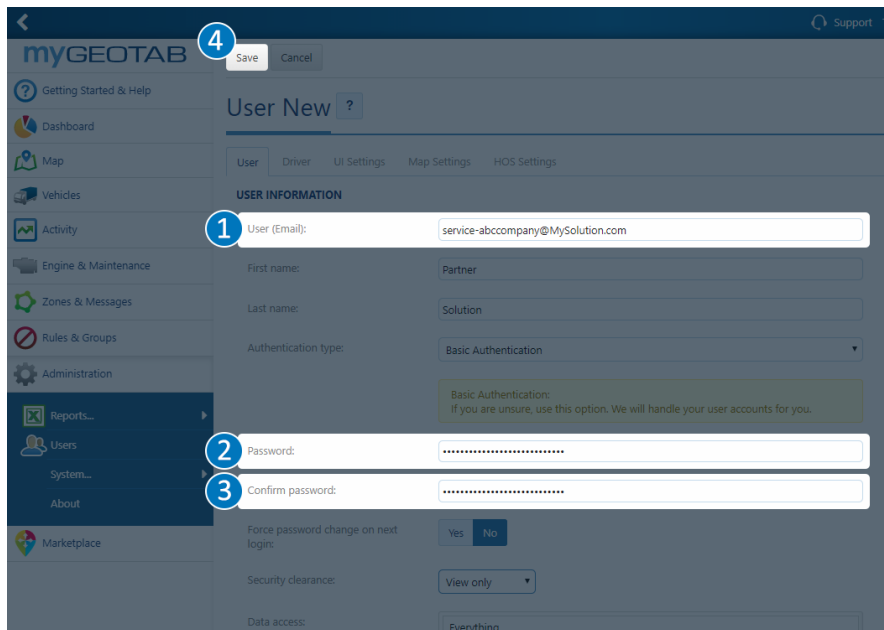 Support
myGEOTAB
4
Save
Cancel
Getting Started & Help
User New ?
Dashboard
Map
User
Driver
UI Settings
Map Settings
HOS Settings
Vehicles
USER INFORMATION
Activity
1
User (Email):
service-abccompany@MySolution.com
Engine & Maintenance
First name:
Partner
Zones & Messages
Last name:
Solution
Rules & Groups
Authentication type:
Basic Authentication
Administration
Basic Authentication:
If you are unsure, use this option. We will handle your user accounts for you.
Reports...
Users
2
Password:
System...
3
Confirm password:
About
Marketplace
Force password change on next
login:
Yes
No
Security clearance:
View only
Data access:
Everything